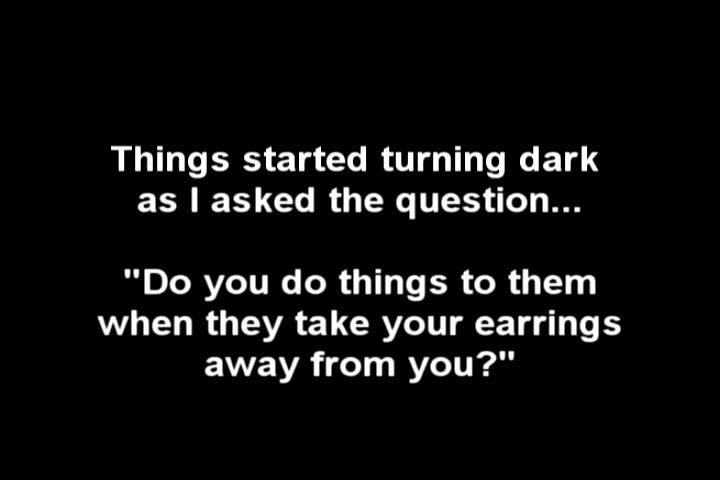 Things started turning dark
as I asked the question...
"Do you do things to them
when they take your earrings
away from you?"